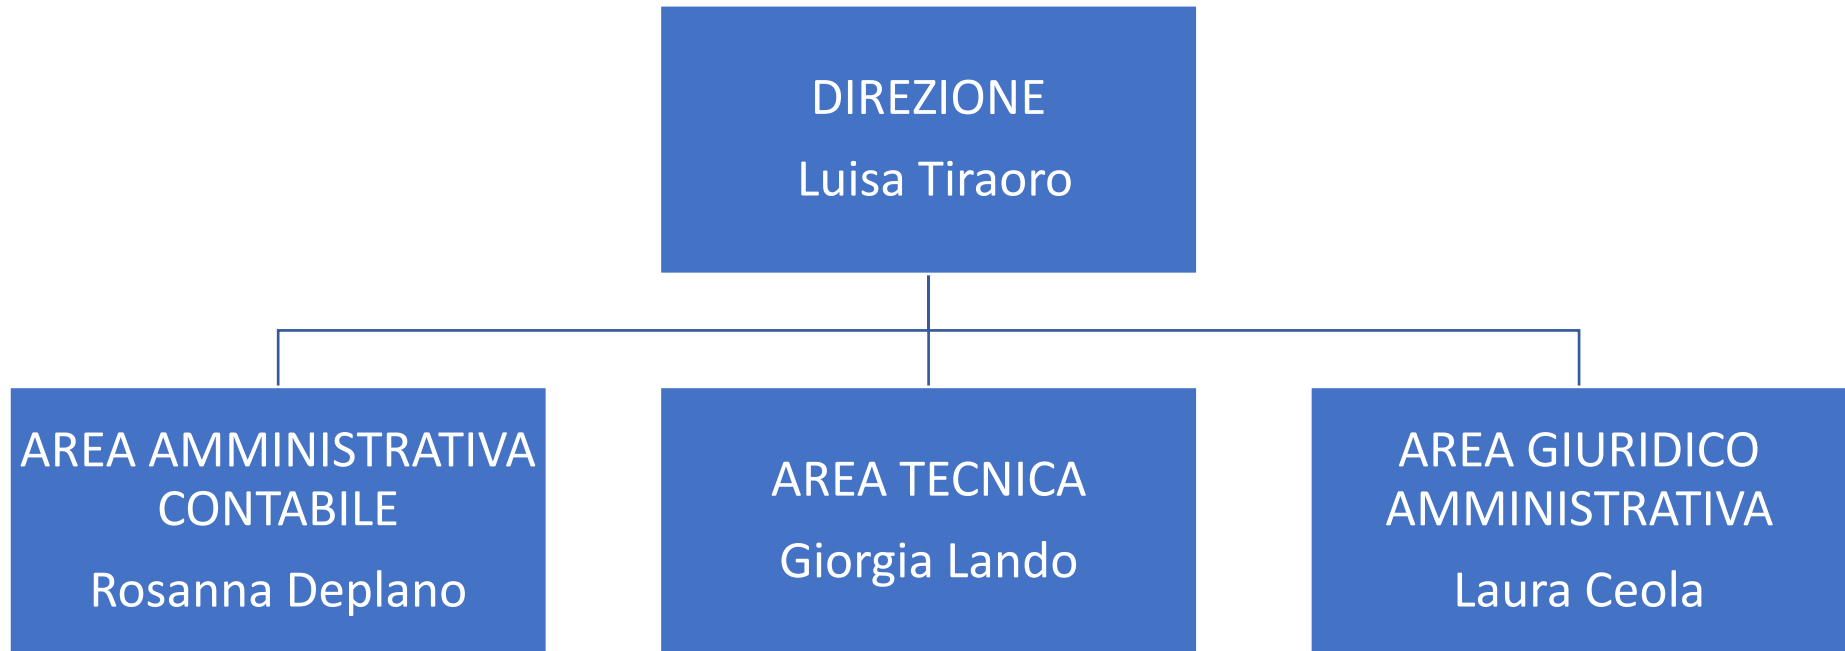 DIREZIONE
Luisa Tiraoro
AREA AMMINISTRATIVA
CONTABILE
Rosanna Deplano
AREA TECNICA
Giorgia Lando
AREA GIURIDICO
AMMINISTRATIVA
Laura Ceola